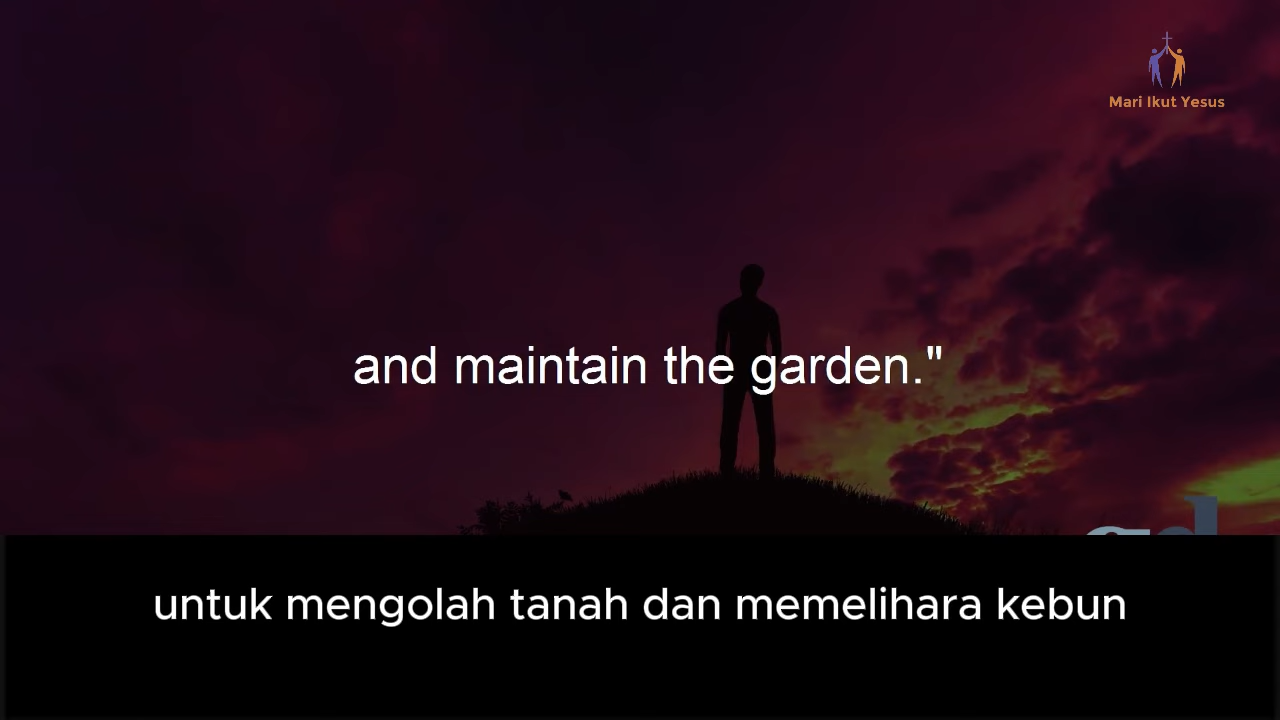 Mari Ikut Yesus
and maintain the garden."
untuk mengolah tanah dan memelihara kebun